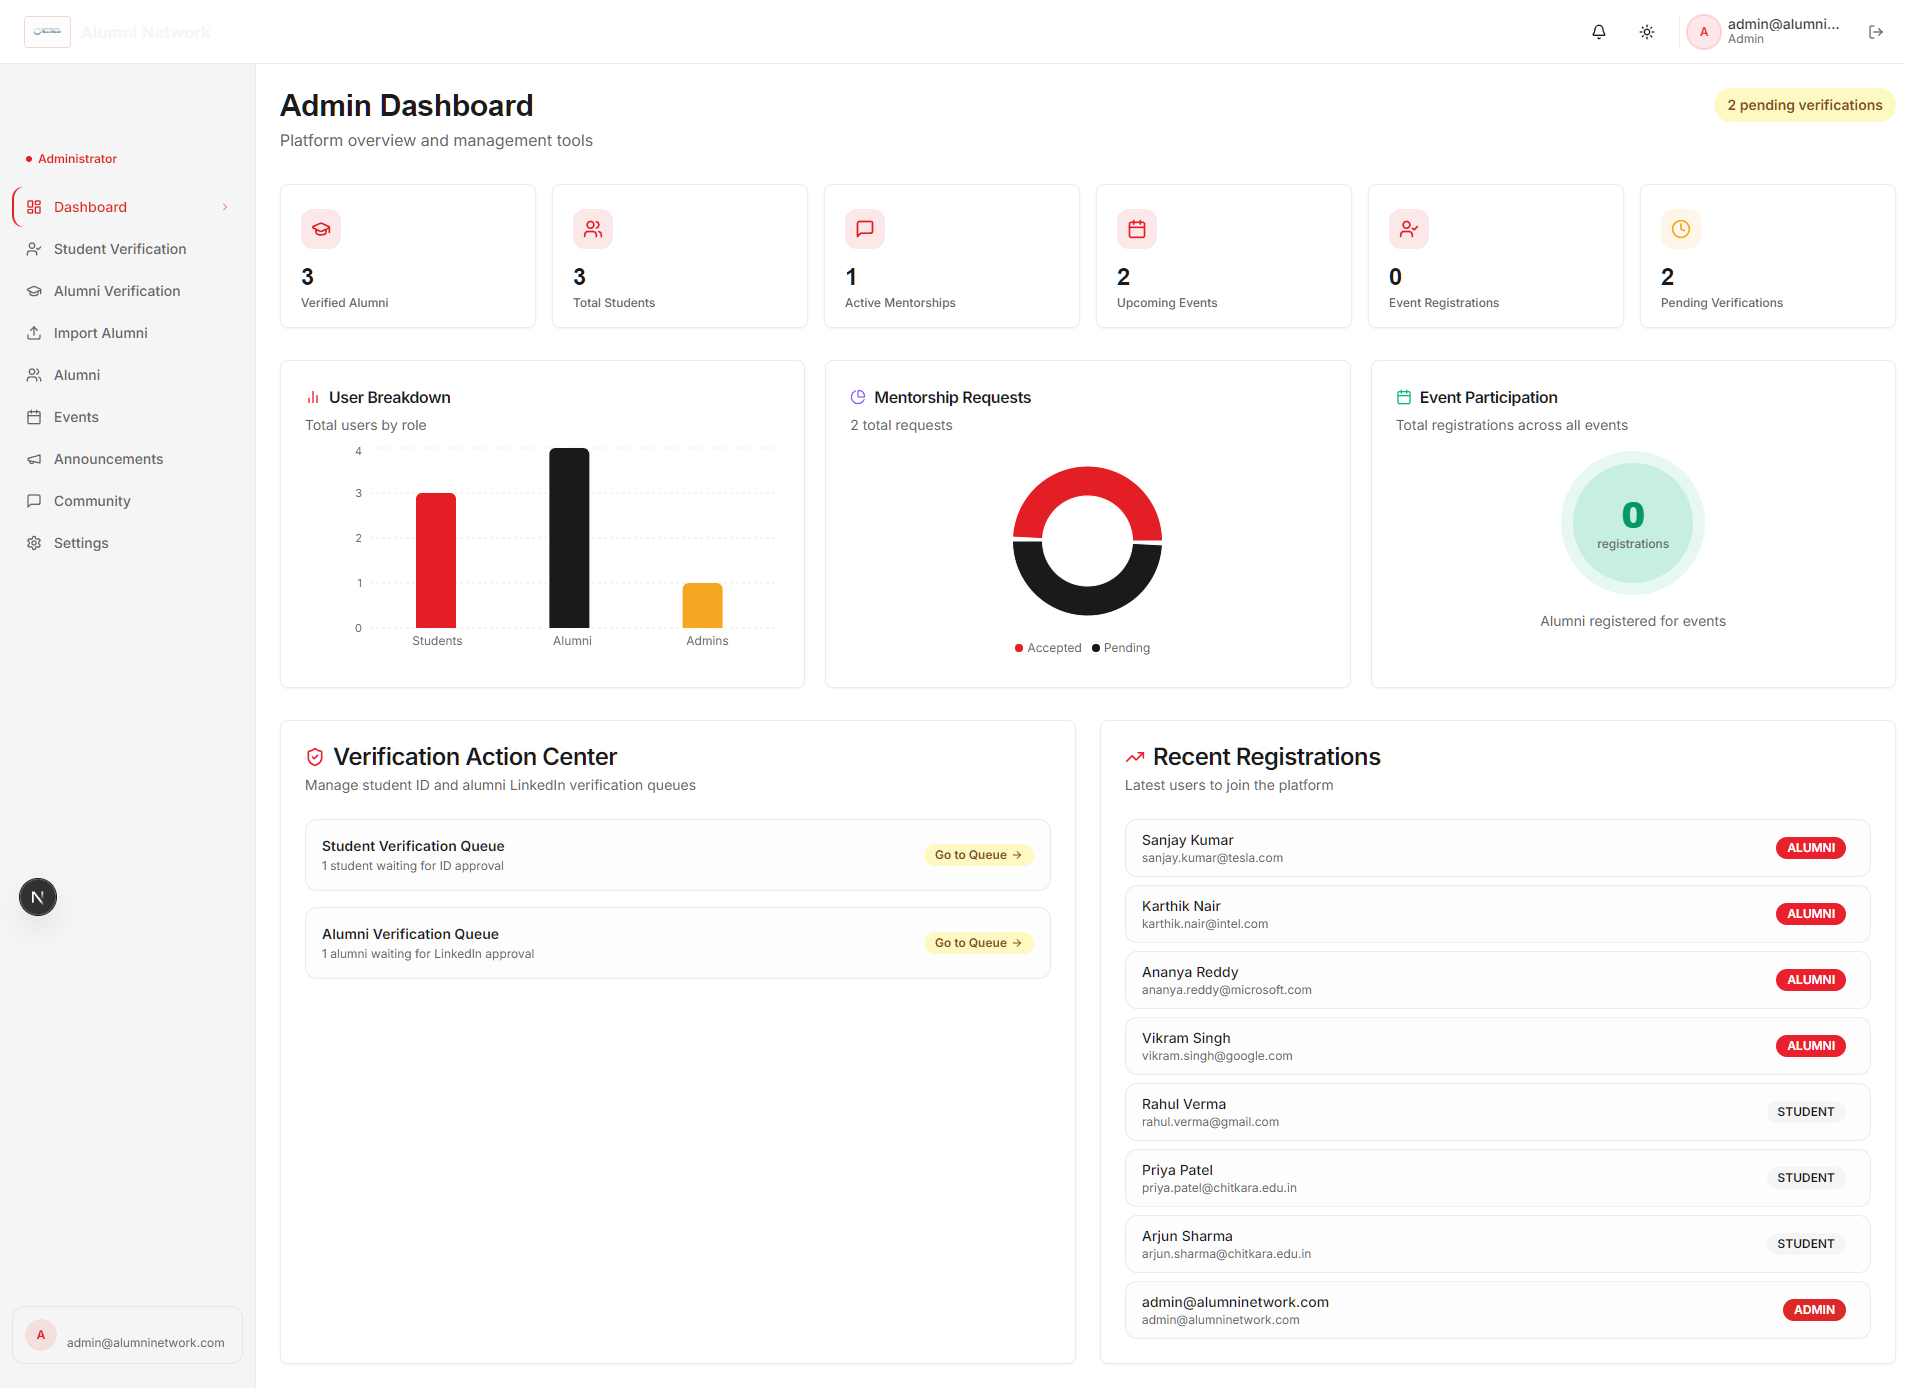 Alumni Network
A
admin@alumni...
Admin
Administrator
Dashboard
Student Verification
Alumni Verification
Import Alumni
Alumni
Events
Announcements
Community
Settings
N
A
admin@alumninetwork.com
Admin Dashboard
Platform overview and management tools
2 pending verifications
3
Verified Alumni
3
Total Students
1
Active Mentorships
2
Upcoming Events
0
Event Registrations
2
Pending Verifications
User Breakdown
Total users by role
4
3
2
1
0
Students
Alumni
Admins
Mentorship Requests
2 total requests
Accepted
Pending
Event Participation
Total registrations across all events
0
registrations
Alumni registered for events
Verification Action Center
Manage student ID and alumni LinkedIn verification queues
Student Verification Queue
1 student waiting for ID approval
Go to Queue →
Alumni Verification Queue
1 alumni waiting for LinkedIn approval
Go to Queue →
Recent Registrations
Latest users to join the platform
Sanjay Kumar
sanjay.kumar@tesla.com
ALUMNI
Karthik Nair
karthik.nair@intel.com
ALUMNI
Ananya Reddy
ananya.reddy@microsoft.com
ALUMNI
Vikram Singh
vikram.singh@google.com
ALUMNI
Rahul Verma
rahul.verma@gmail.com
STUDENT
Priya Patel
priya.patel@chitkara.edu.in
STUDENT
Arjun Sharma
arjun.sharma@chitkara.edu.in
STUDENT
admin@alumninetwork.com
admin@alumninetwork.com
ADMIN